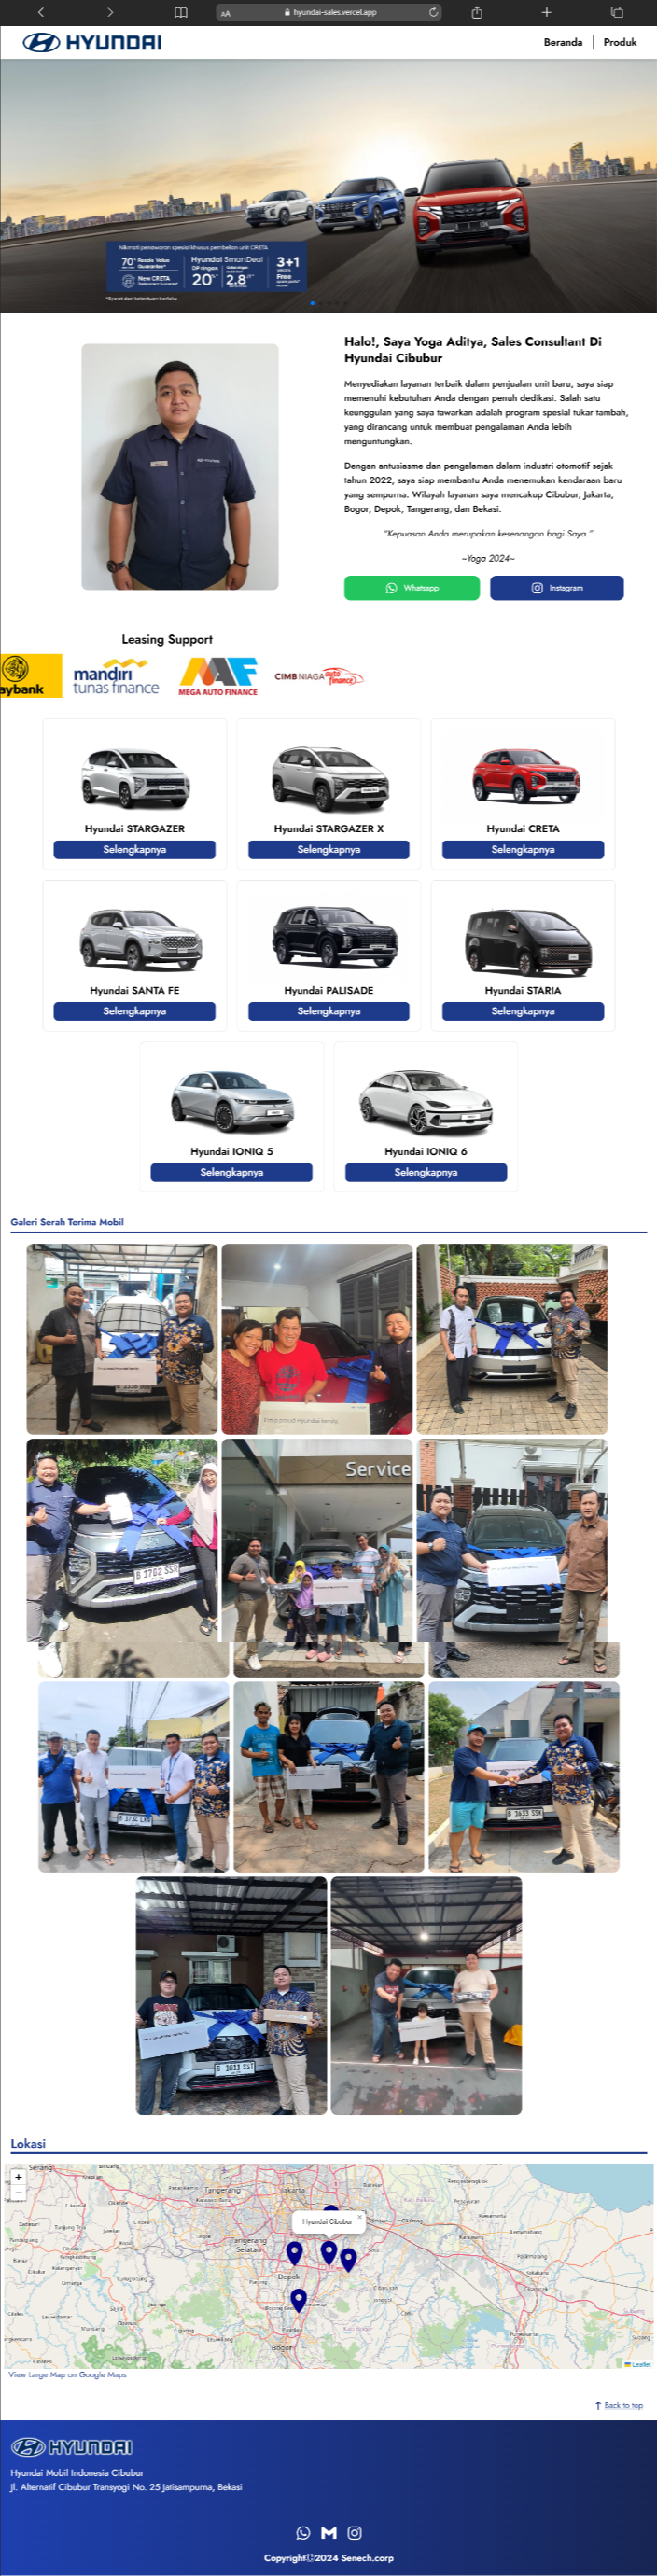 AA hyundai-sales.vercel.app
HYUNDAI
Beranda | Produk
Nikmati penawaran spesial khusus pembelian unit CRETA
70% Resale Value Guarantee*
New CRETA
Hyundai SmartDeal
DP ringan
20%*
2.8
3+1
years
Free
*Syarat dan ketentuan berlaku
Halo!, Saya Yoga Aditya, Sales Consultant Di
Hyundai Cibubur
Menyediakan layanan terbaik dalam penjualan unit baru, saya siap
memenuhi kebutuhan Anda dengan penuh dedikasi. Salah satu
keunggulan yang saya tawarkan adalah program spesial tukar tambah,
yang dirancang untuk membuat pengalaman Anda lebih
menguntungkan.
Dengan antusiasme dan pengalaman dalam industri otomotif sejak
tahun 2022, saya siap membantu Anda menemukan kendaraan baru
yang sempurna. Wilayah layanan saya mencakup Cibubur, Jakarta,
Bogor, Depok, Tangerang, dan Bekasi.
"Kepuasan Anda merupakan kesenangan bagi Saya."
~Yoga 2024~
Whatsapp
Instagram
Leasing Support
aybank
mandiri
tunas finance
MAF
MEGA AUTO FINANCE
CIMB NIAGA auto finance
Hyundai STARGAZER
Selengkapnya
Hyundai STARGAZER X
Selengkapnya
Hyundai CRETA
Selengkapnya
Hyundai SANTA FE
Selengkapnya
Hyundai PALISADE
Selengkapnya
Hyundai STARIA
Selengkapnya
Hyundai IONIQ 5
Selengkapnya
Hyundai IONIQ 6
Selengkapnya
Galeri Serah Terima Mobil
I'm a proud Hyundai family
Service
B 3762 SSR
B 1633 SSK
Lokasi
+
−
Jakarta
Tangerang
Hyundai Cibubur
×
Tangerang
Selatan
Depok
Bogor
Leaflet
View Large Map on Google Maps
↑ Back to top
HYUNDAI
Hyundai Mobil Indonesia Cibubur
Jl. Alternatif Cibubur Transyogi No. 25 Jatisampurna, Bekasi
Copyright©2024 Senech.corp